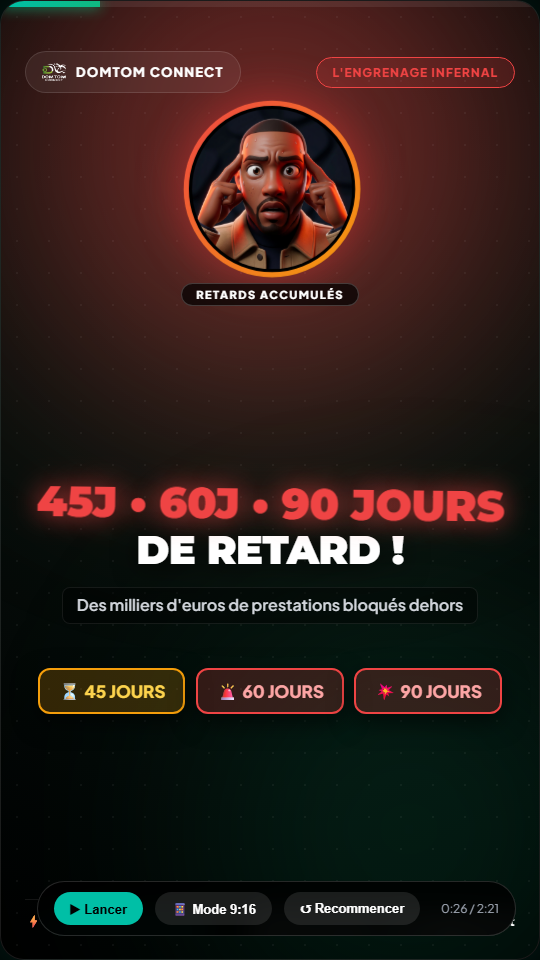 DOMTOM CONNECT
L'ENGRENAGE INFERNAL
RETARDS ACCUMULÉS
45J • 60J • 90 JOURS
DE RETARD !
Des milliers d'euros de prestations bloqués dehors
⏳ 45 JOURS
🚨 60 JOURS
💥 90 JOURS
▶ Lancer
📱 Mode 9:16
↺ Recommencer
0:26 / 2:21